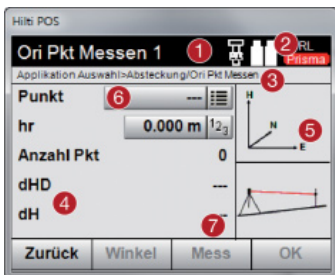 Hilti POS
Ori Pkt Messen 1 1 2 RL
Prisma
Applikation Auswahl>Absteckung/Ori Pkt Messen 3
Punkt 6 ---
hr 0.000 m 123
Anzahl Pkt 0
dHD ---
4
dH 7 --
H
N
E
5
Zurück Winkel Mess OK